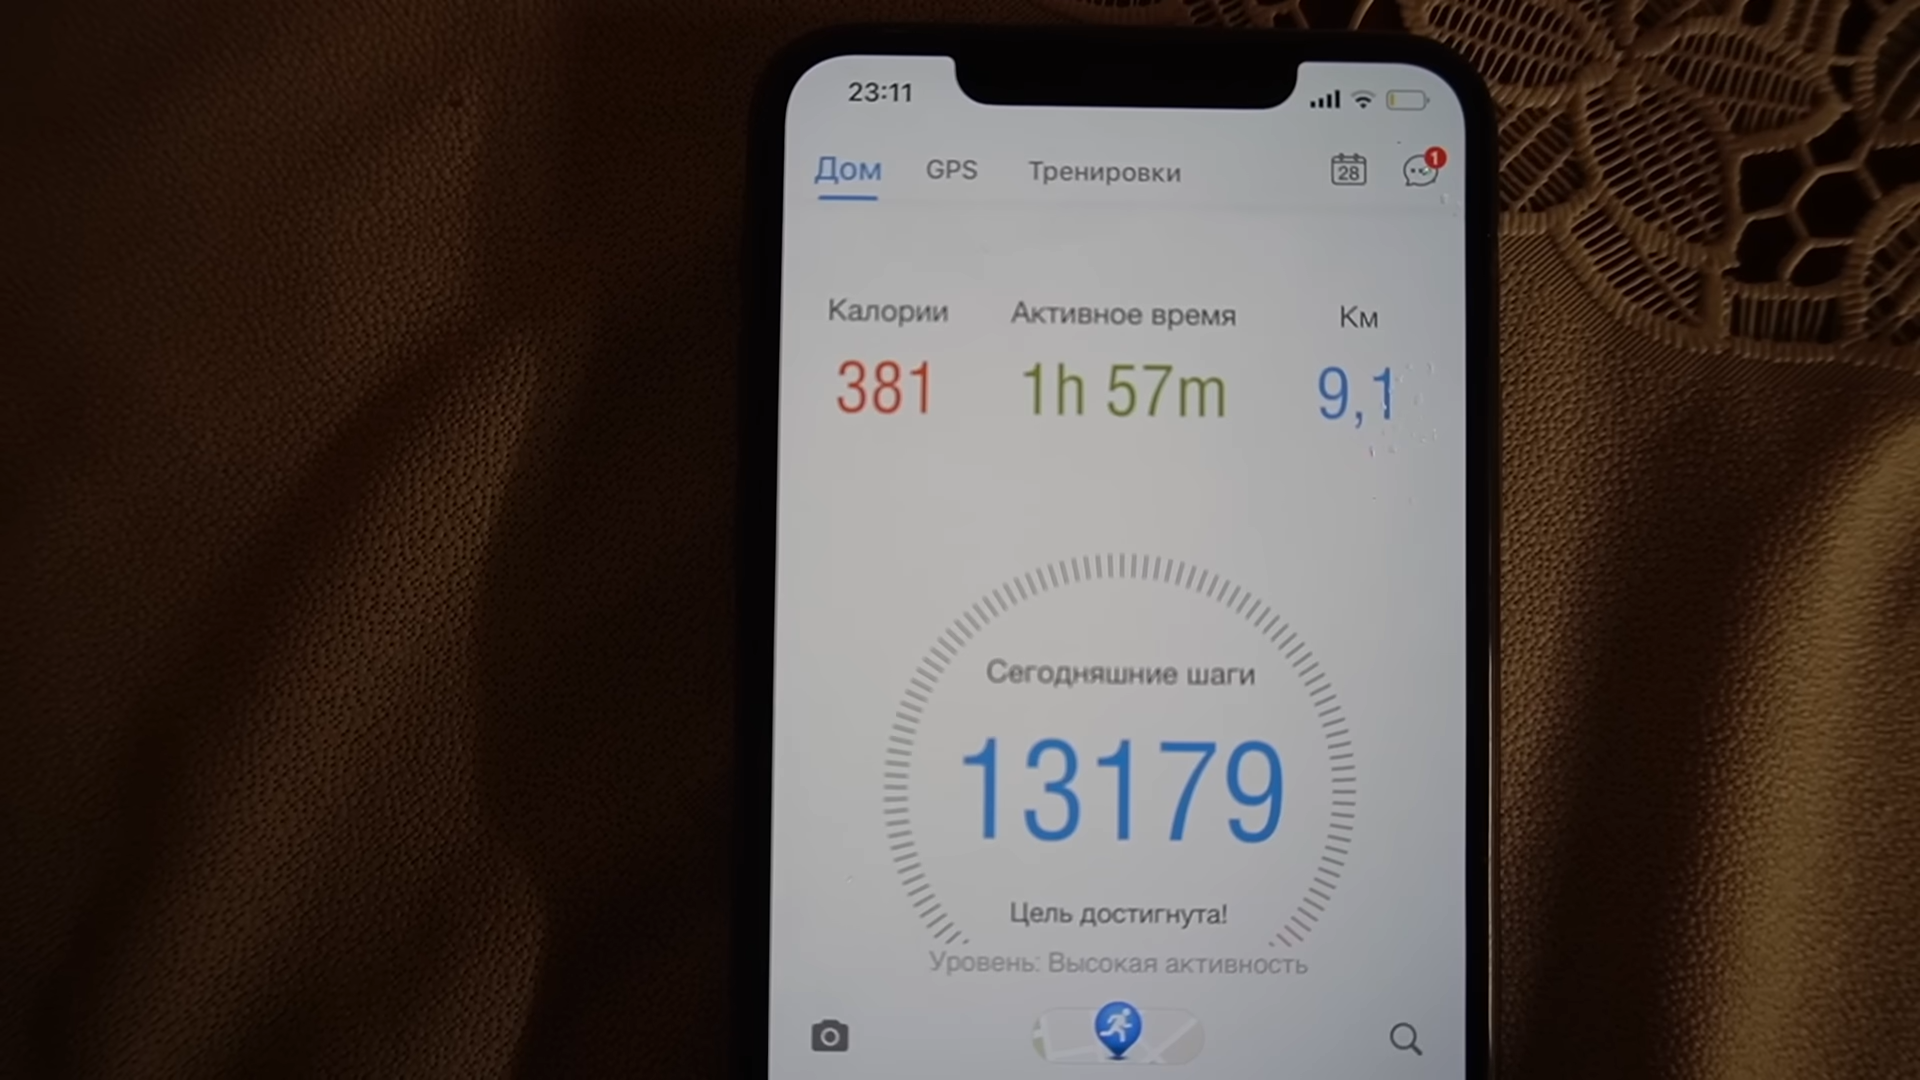 23:11
Дом GPS Тренировки 28 1
Калории Активное время Км
381 1h 57m 9,1
Сегодняшние шаги
13179
Цель достигнута!
Уровень: Высокая активность